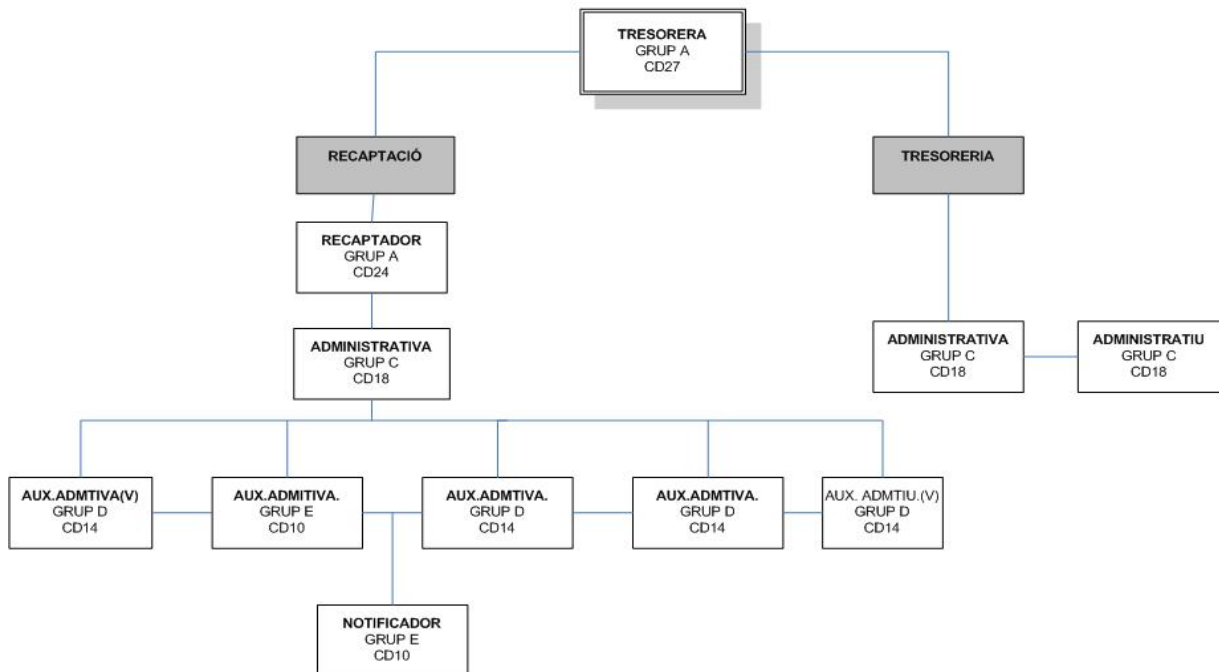 TRESORERA
GRUP A
CD27
RECAPTACIÓ
TRESORERIA
RECAPTADOR
GRUP A
CD24
ADMINISTRATIVA
GRUP C
CD18
ADMINISTRATIVA
GRUP C
CD18
ADMINISTRATIU
GRUP C
CD18
AUX.ADMTIVA(V)
GRUP D
CD14
AUX.ADMITIVA.
GRUP E
CD10
AUX.ADMTIVA.
GRUP D
CD14
AUX.ADMTIVA.
GRUP D
CD14
AUX. ADMTIU.(V)
GRUP D
CD14
NOTIFICADOR
GRUP E
CD10